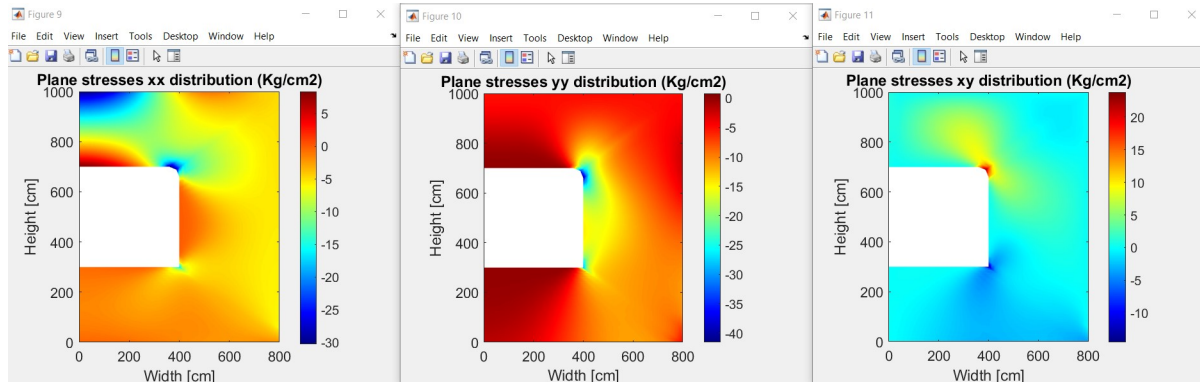 Figure 9
File Edit View Insert Tools Desktop Window Help
Plane stresses xx distribution (Kg/cm2)
1000
800
600
400
200
0
Height [cm]
0 200 400 600 800
Width [cm]
5
0
-5
-10
-15
-20
-25
-30
Figure 10
File Edit View Insert Tools Desktop Window Help
Plane stresses yy distribution (Kg/cm2)
1000
800
600
400
200
0
Height [cm]
0 200 400 600 800
Width [cm]
0
-5
-10
-15
-20
-25
-30
-35
-40
Figure 11
File Edit View Insert Tools Desktop Window Help
Plane stresses xy distribution (Kg/cm2)
1000
800
600
400
200
0
Height [cm]
0 200 400 600 800
Width [cm]
20
15
10
5
0
-5
-10